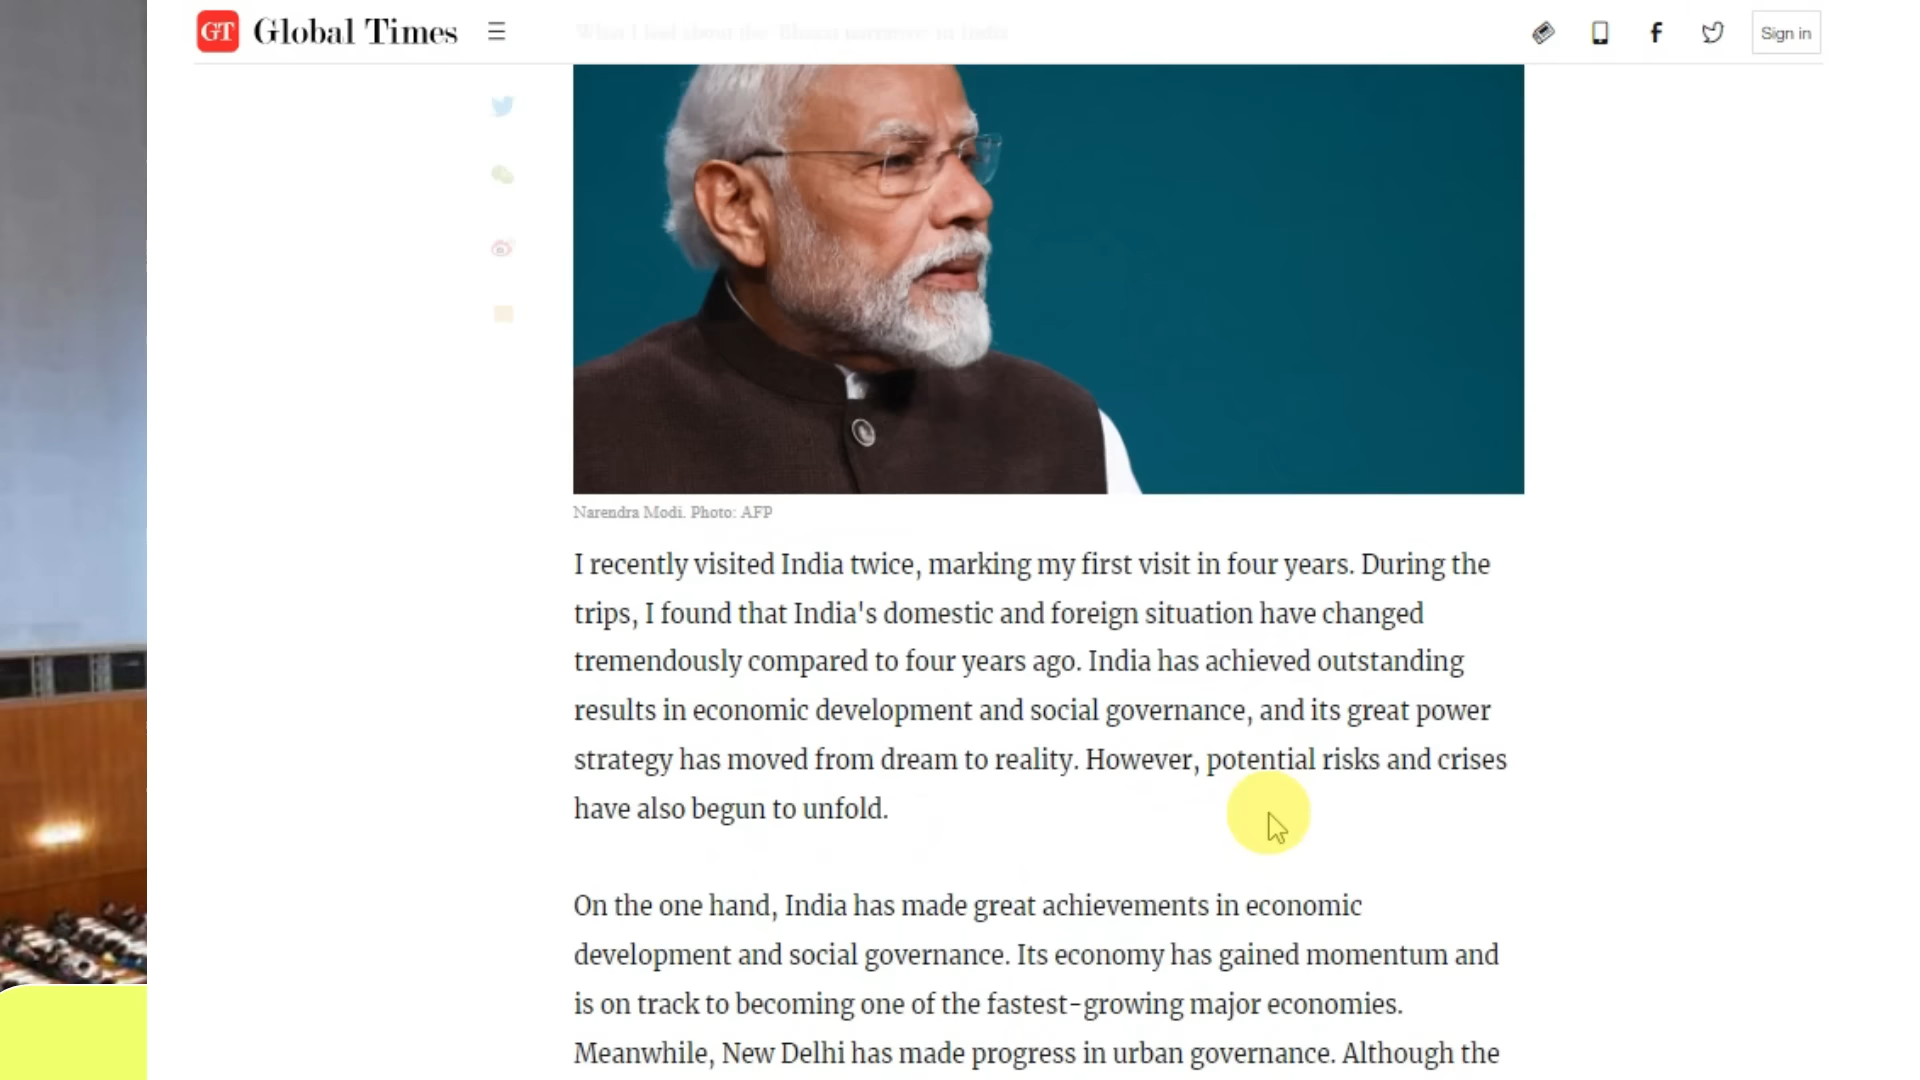 GT Global Times
What I feel about the 'Bharat narrative' in India
Sign in
Narendra Modi. Photo: AFP
I recently visited India twice, marking my first visit in four years. During the
trips, I found that India's domestic and foreign situation have changed
tremendously compared to four years ago. India has achieved outstanding
results in economic development and social governance, and its great power
strategy has moved from dream to reality. However, potential risks and crises
have also begun to unfold.
On the one hand, India has made great achievements in economic
development and social governance. Its economy has gained momentum and
is on track to becoming one of the fastest-growing major economies.
Meanwhile, New Delhi has made progress in urban governance. Although the